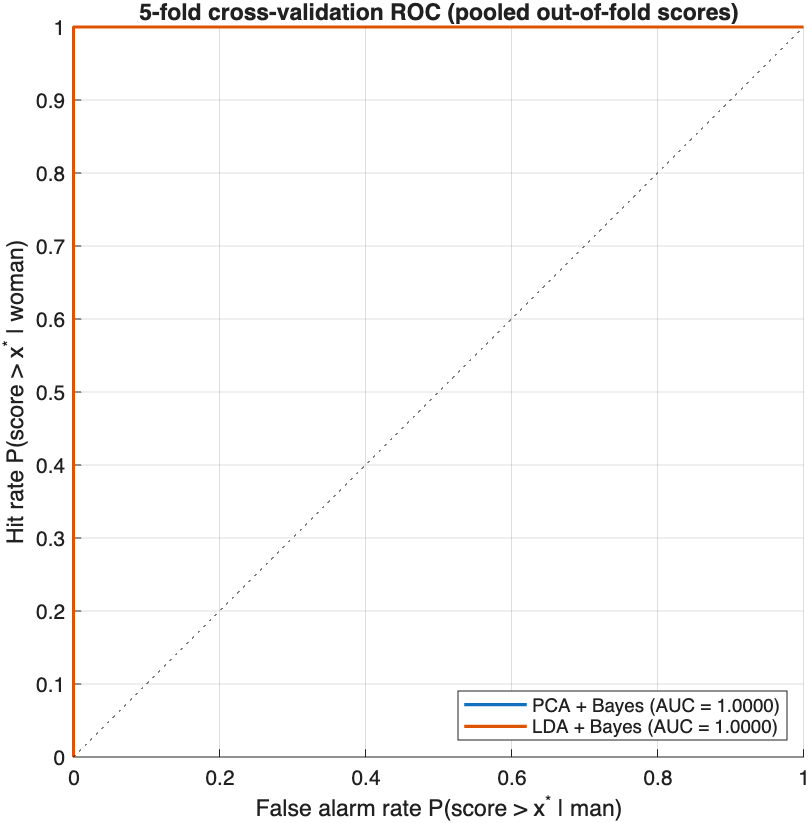 5-fold cross-validation ROC (pooled out-of-fold scores)
1
0.9
0.8
0.7
0.6
0.5
0.4
0.3
0.2
0.1
0
Hit rate P(score > x* | woman)
PCA + Bayes (AUC = 1.0000)
LDA + Bayes (AUC = 1.0000)
0 0.2 0.4 0.6 0.8 1
False alarm rate P(score > x* | man)